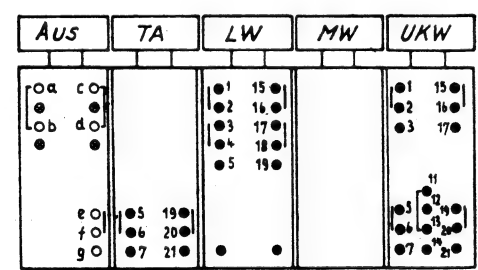 AUS TA LW MW UKW
a c 1 15 1 15
2 16 2 16
b d 3 17 3 17
4 18
5 19
11
12
e 5 19 5 19
13
f 6 20 6 20
g 7 21 7 14 21